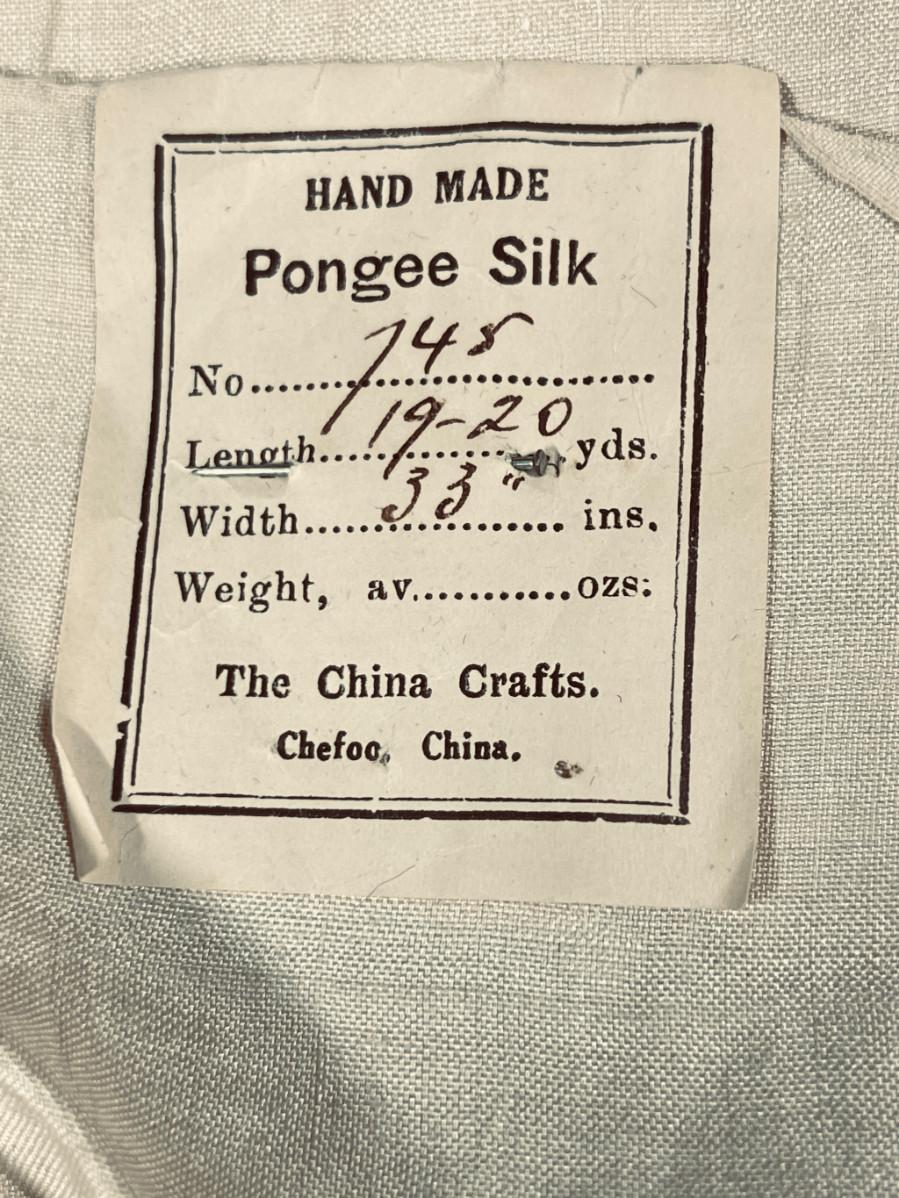 HAND MADE
Pongee Silk
No............745............
Length.....19-20.....yds.
Width......33"...... ins.
Weight, av............ozs:
The China Crafts.
Chefoo, China.